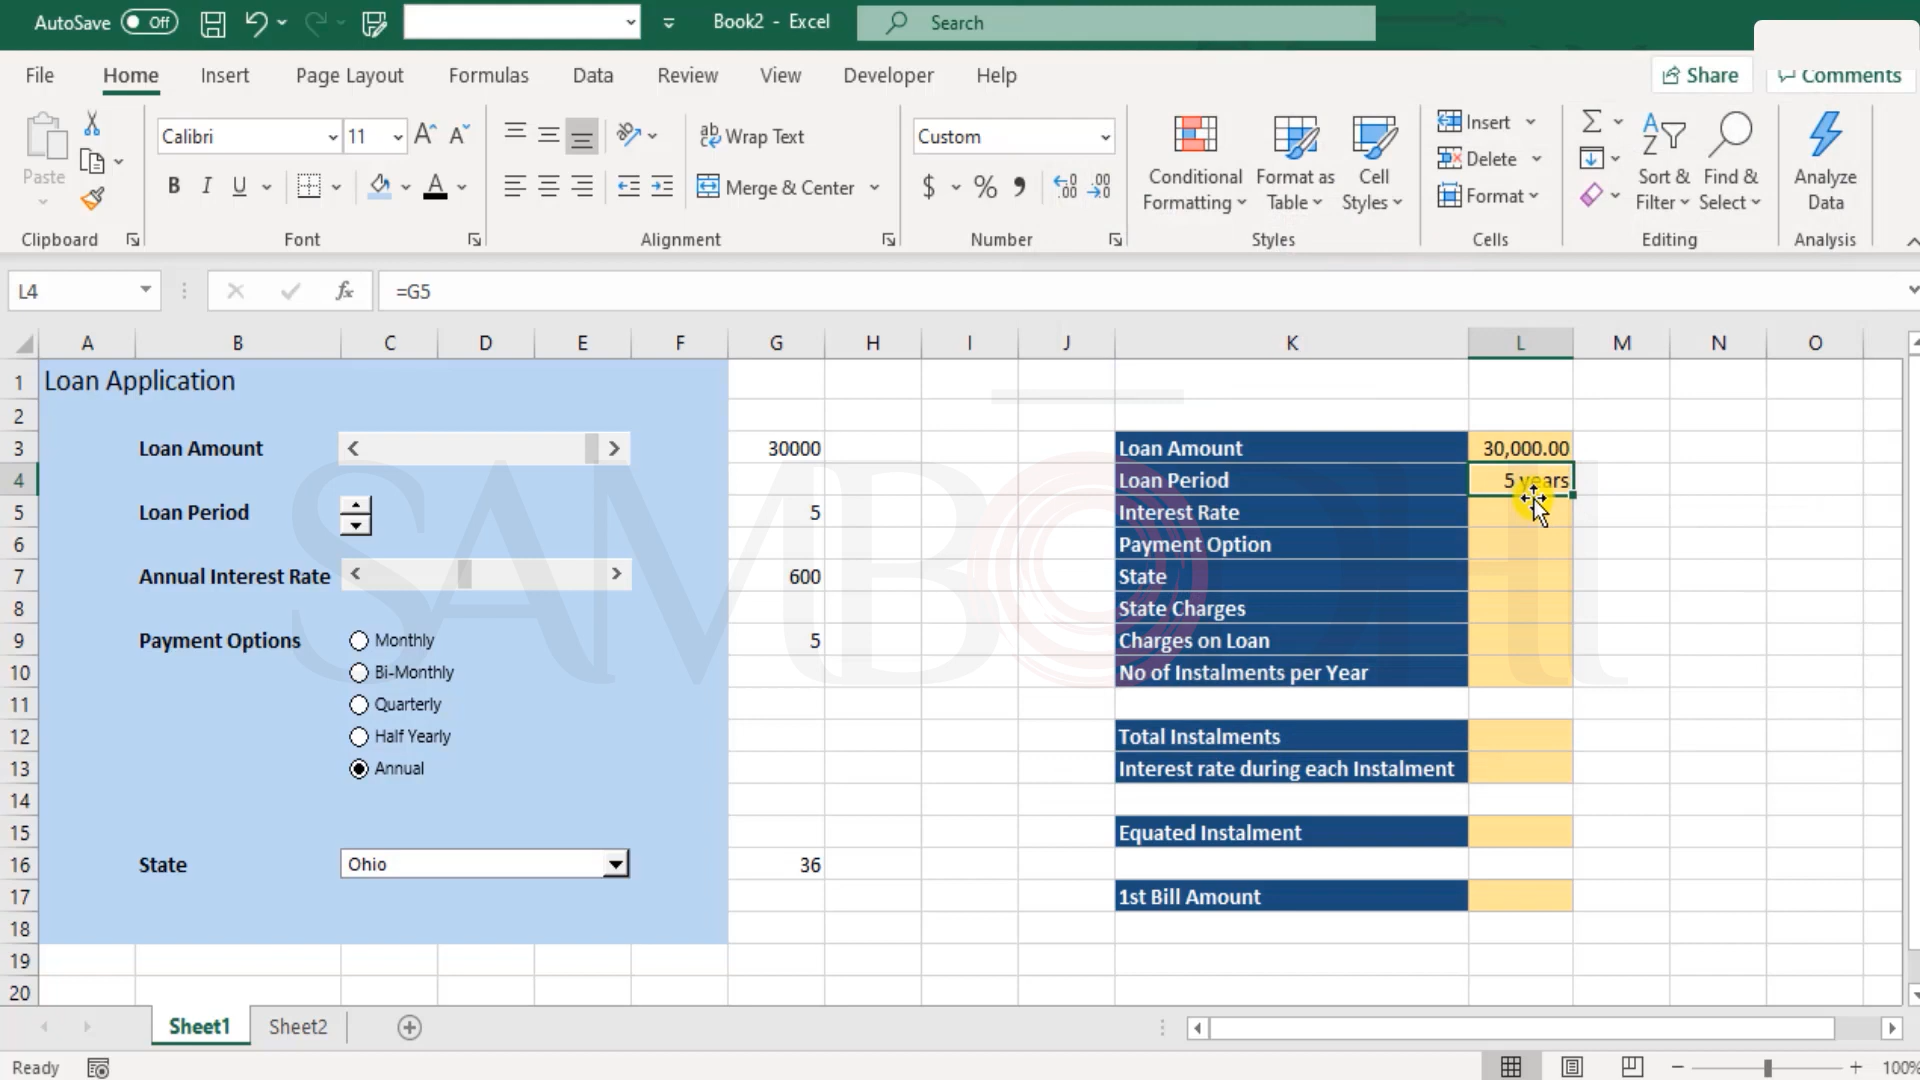 AutoSave Off Book2 - Excel Search
File Home Insert Page Layout Formulas Data Review View Developer Help Share Comments
Paste Calibri 11 Wrap Text Custom Insert
Merge & Center Conditional Formatting Format as Table Cell Styles Delete Format Sort & Filter Find & Select Analyze Data
Clipboard Font Alignment Number Styles Cells Editing Analysis
L4 fx =G5
A B C D E F G H I J K L M N O
1 Loan Application
2
3 Loan Amount 30000 Loan Amount 30,000.00
4 Loan Period 5 years
5 Loan Period 5 Interest Rate
6 Payment Option
7 Annual Interest Rate 600 State
8 State Charges
9 Payment Options Monthly 5 Charges on Loan
10 Bi-Monthly No of Instalments per Year
11 Quarterly
12 Half Yearly Total Instalments
13 Annual Interest rate during each Instalment
14
15 Equated Instalment
16 State Ohio 36
17 1st Bill Amount
18
19
20
SAMBODHI
Sheet1 Sheet2
Ready 100%